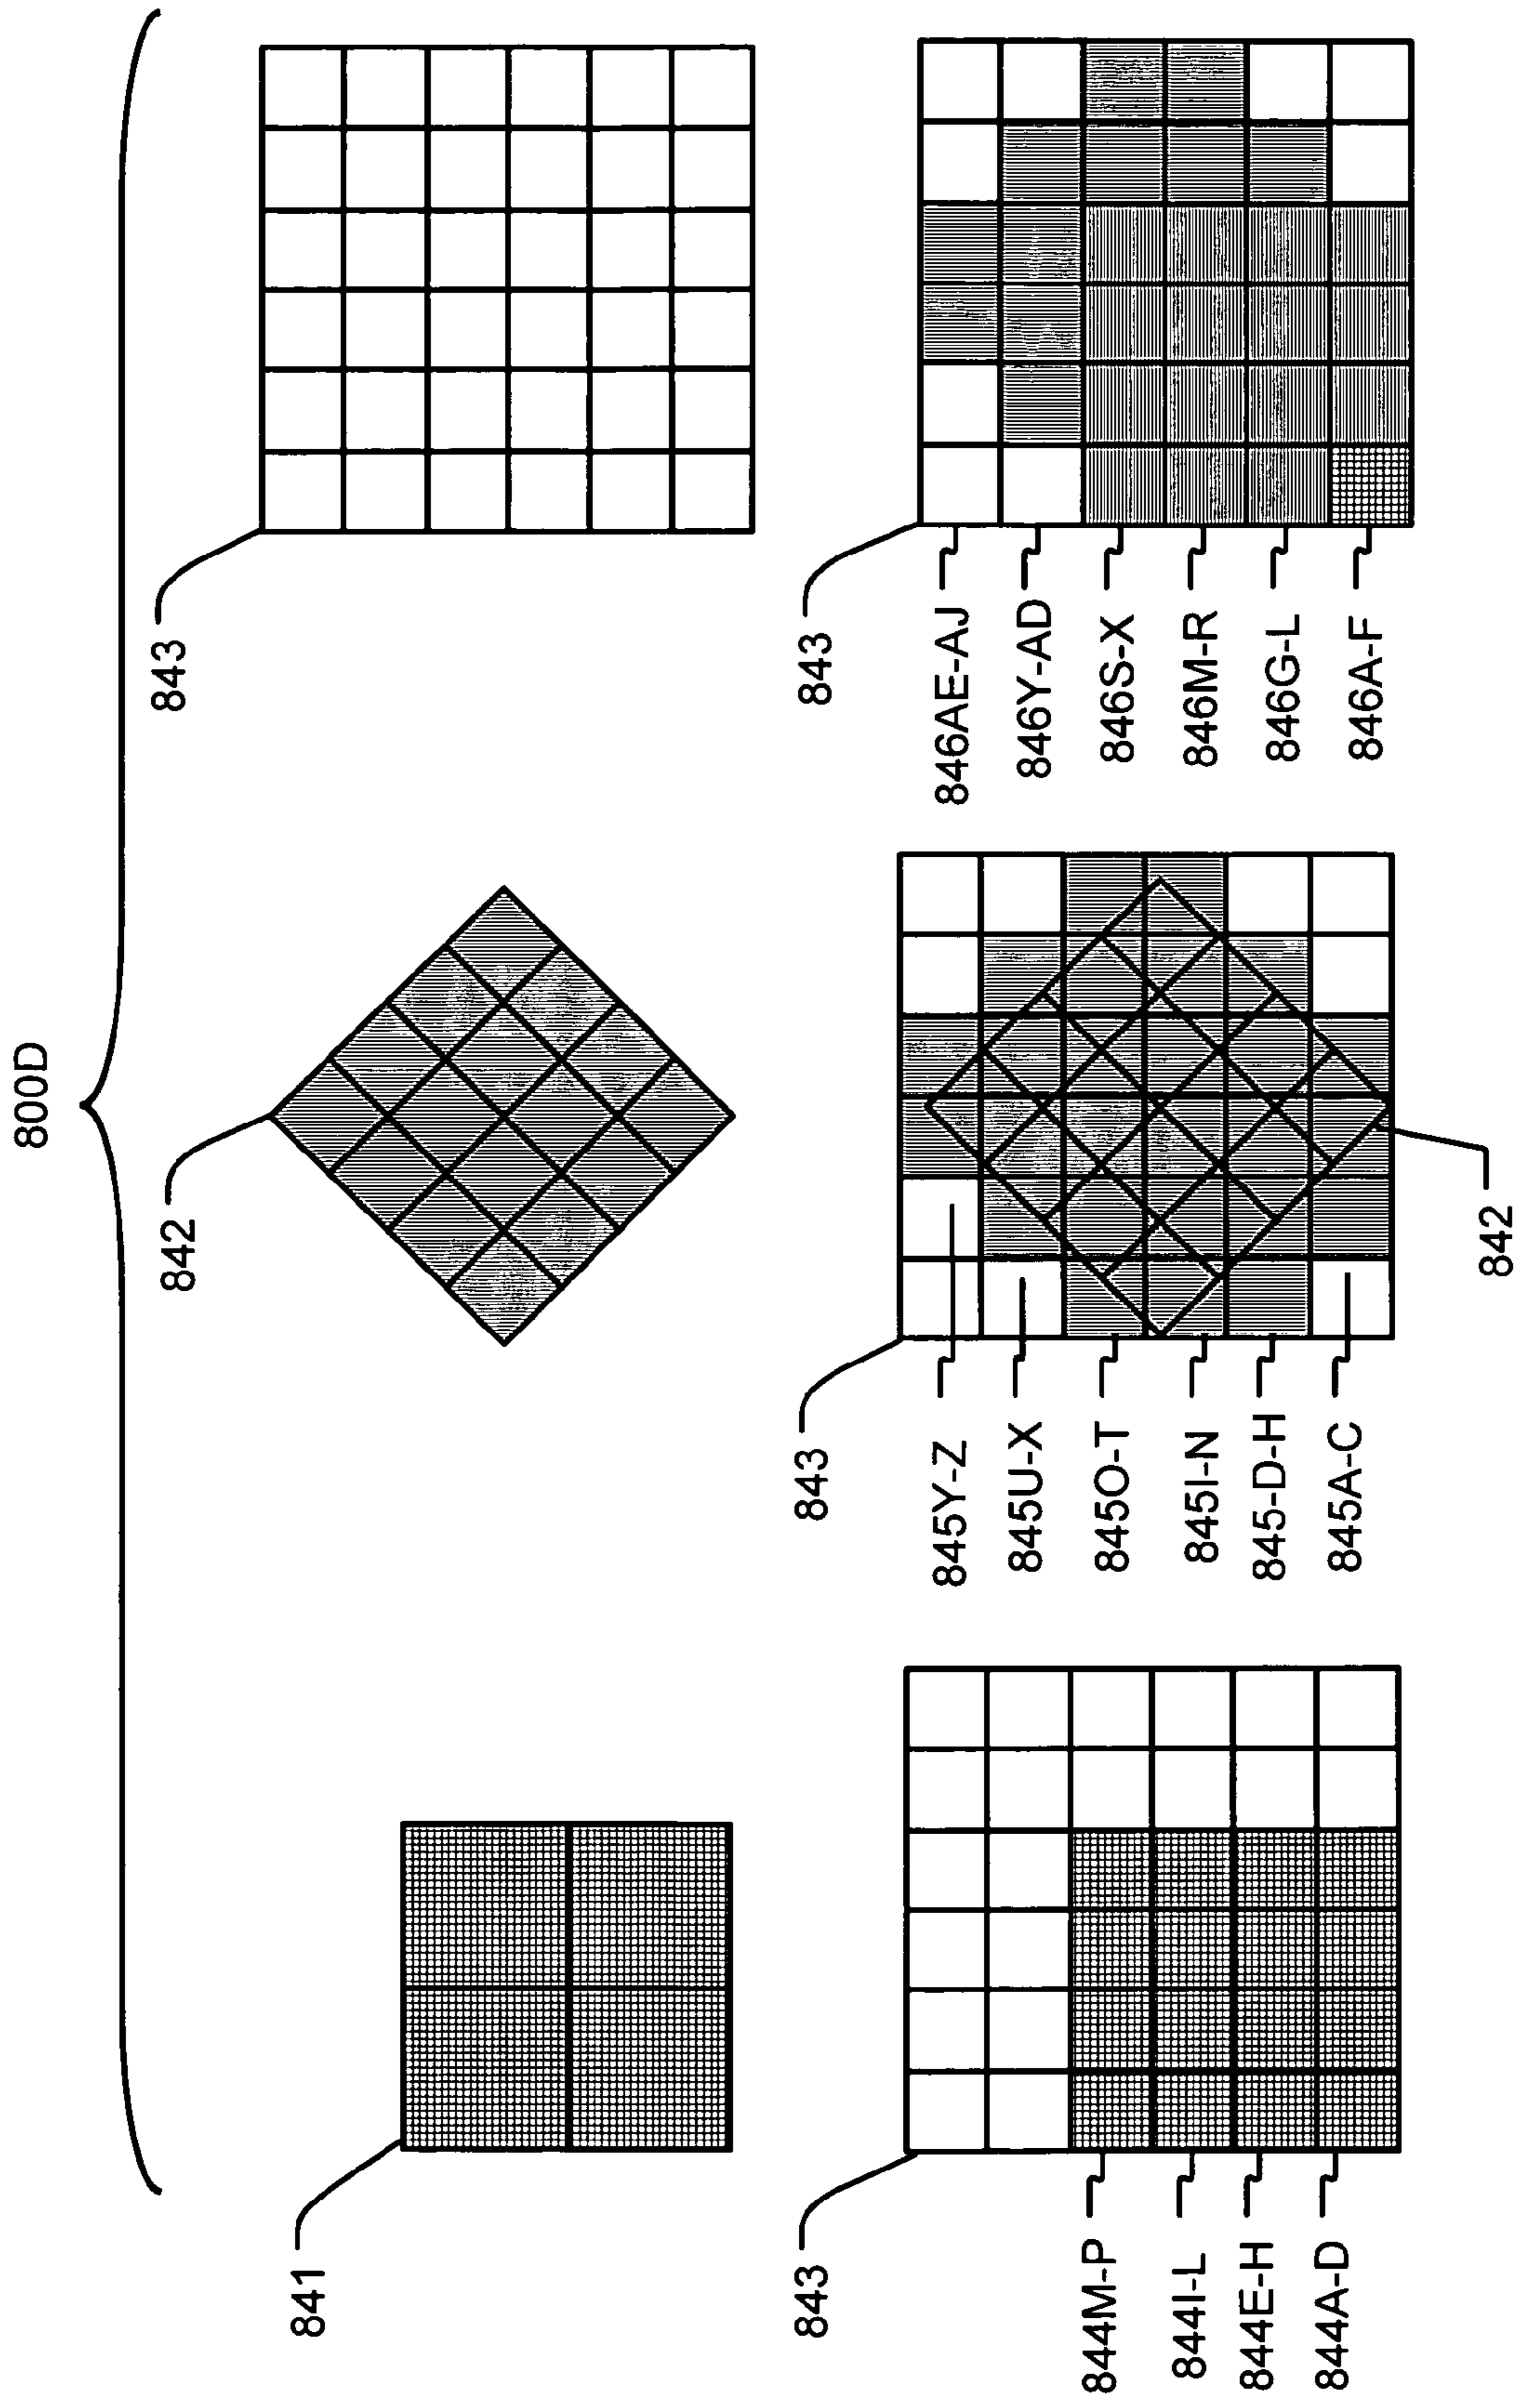 800D
841
842
843
843
844M-P
844I-L
844E-H
844A-D
843
845Y-Z
845U-X
845O-T
845I-N
845-D-H
845A-C
842
843
846AE-AJ
846Y-AD
846S-X
846M-R
846G-L
846A-F